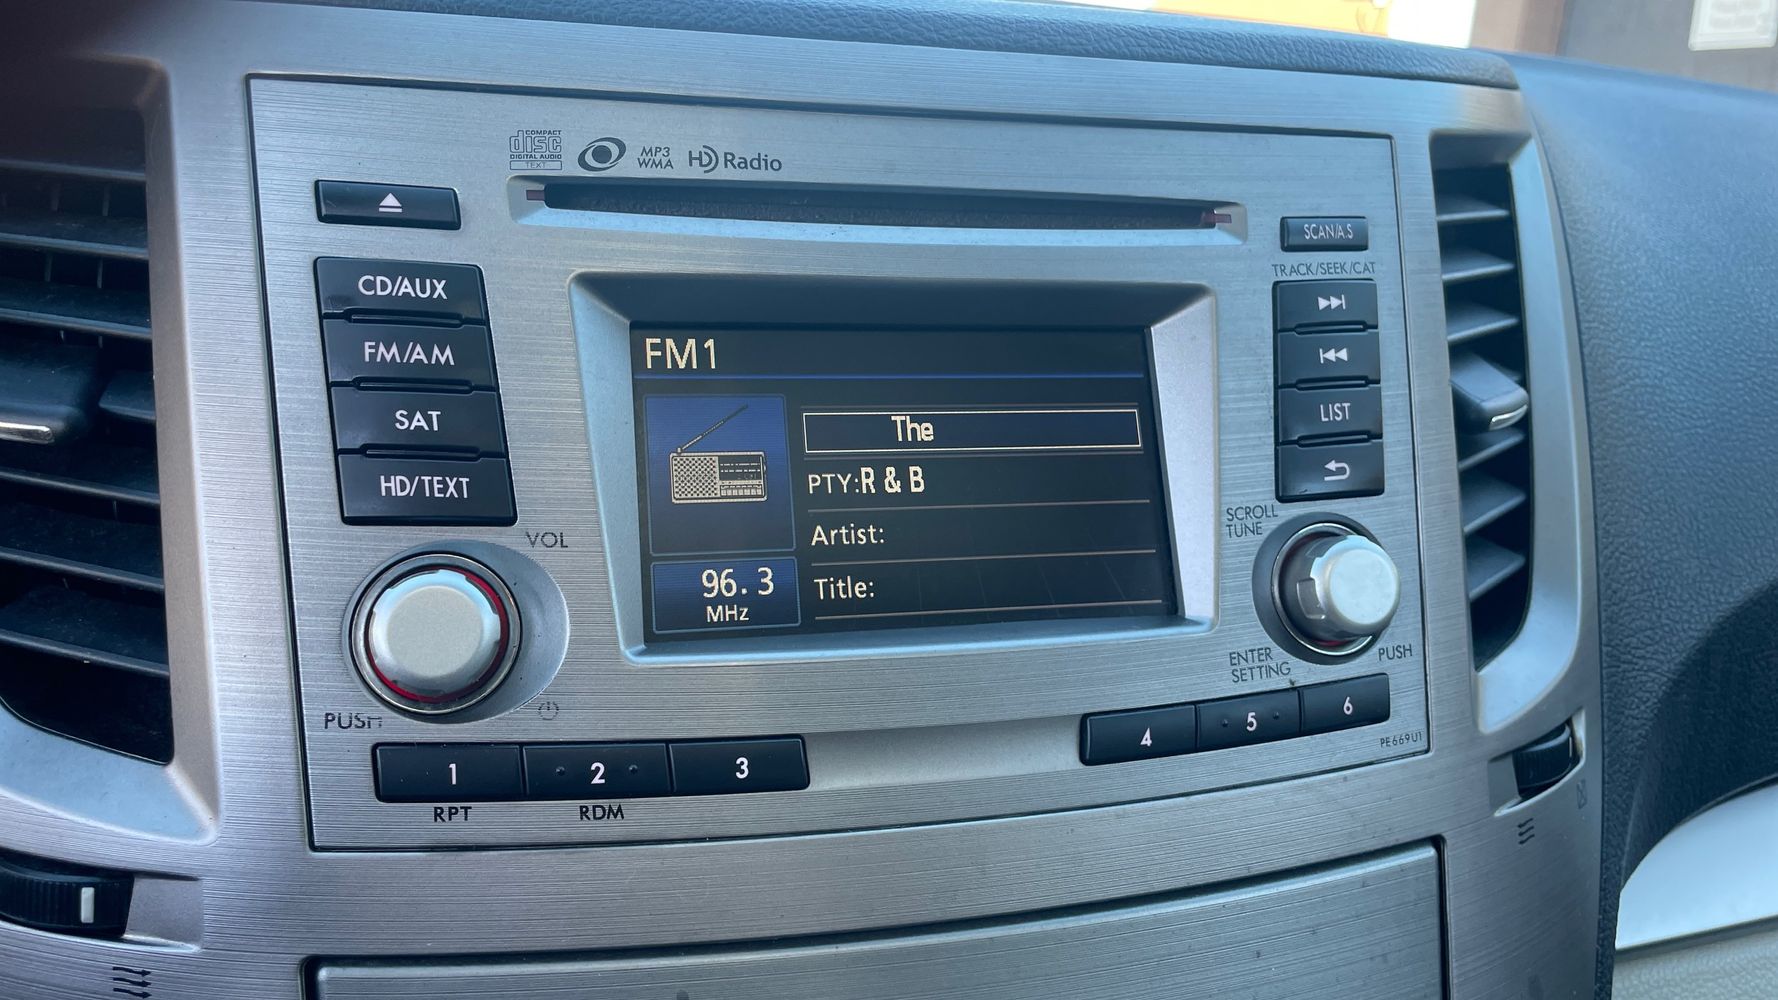 COMPACT
disc
DIGITAL AUDIO
TEXT
MP3
WMA
HD Radio
SCAN/A.S
TRACK/SEEK/CAT
CD/AUX
FM/AM
SAT
HD/TEXT
LIST
FM1
The
PTY:R & B
Artist:
Title:
96.3
MHz
VOL
PUSH
SCROLL
TUNE
ENTER
SETTING
PUSH
1
2
3
4
5
6
RPT
RDM
PE669U1